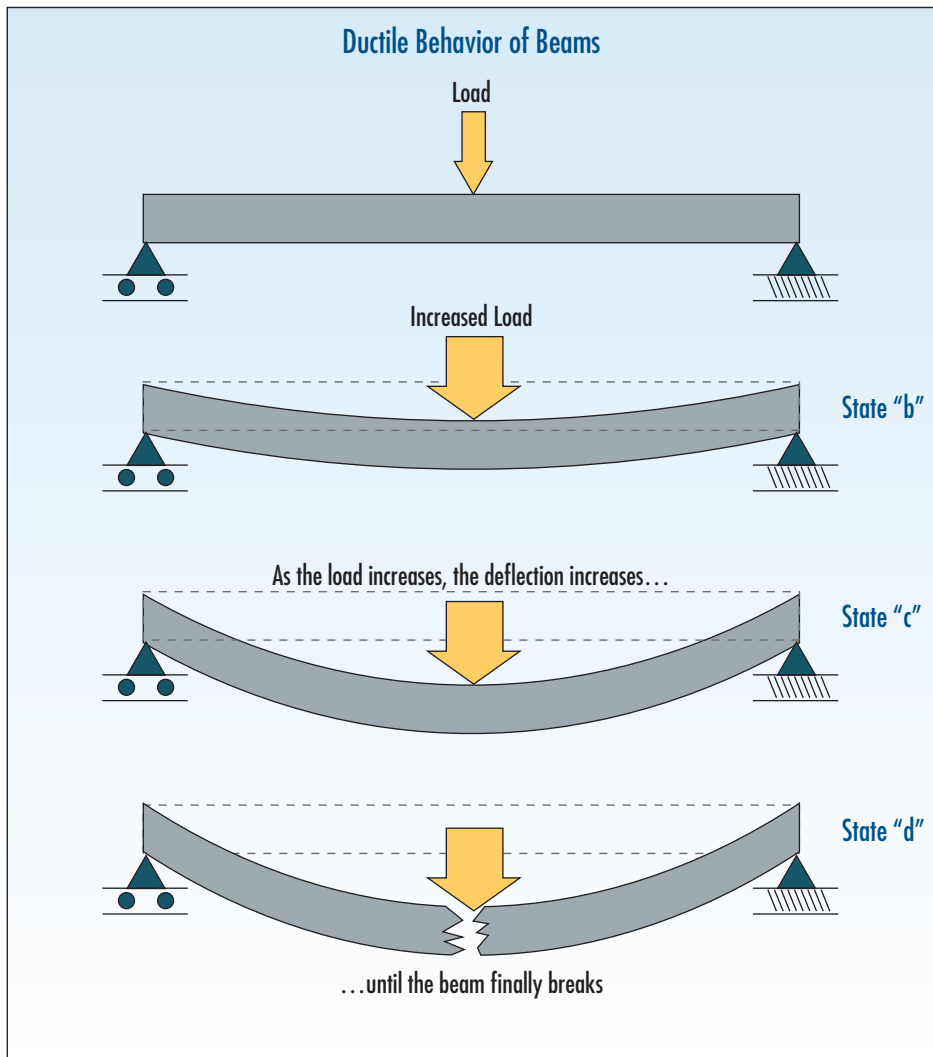 Ductile Behavior of Beams
Load
Increased Load
State “b”
As the load increases, the deflection increases…
State “c”
State “d”
…until the beam finally breaks